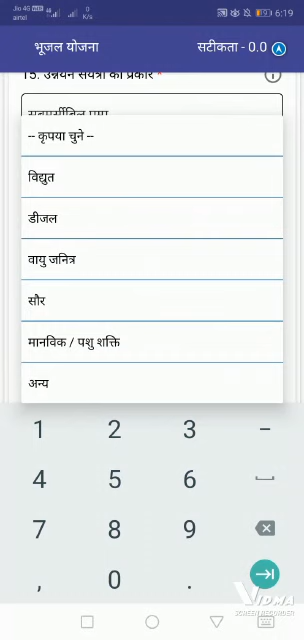 Jio 4G
airtel
0
K/s
6:19
भूजल योजना
सटीकता - 0.0
A
15. उन्नयन संयंत्रों का प्रकार *
-- कृपया चुने --
विद्युत
डीजल
वायु जनित्र
सौर
मानविक / पशु शक्ति
अन्य
1 2 3 -
4 5 6
7 8 9
, 0 .
VIDMA
SCREEN RECORDER